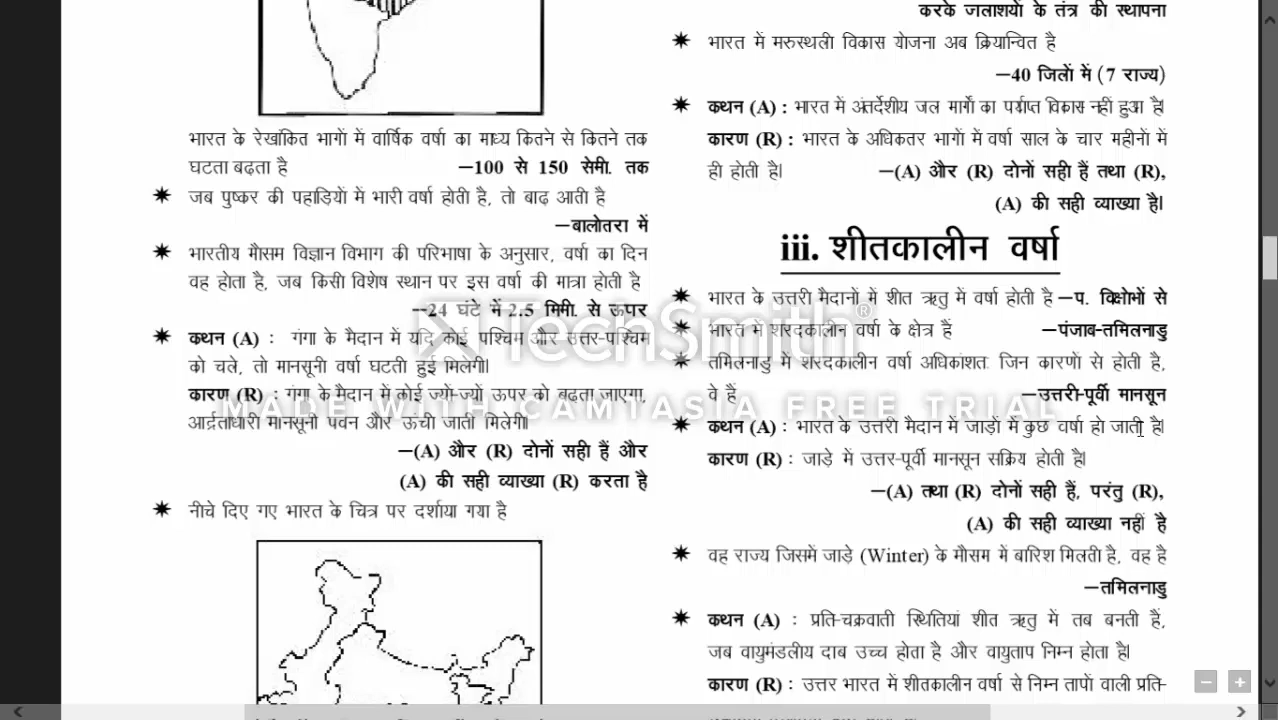 भारत के रेखांकित भागों में वार्षिक वर्षा का माध्य कितने से कितने तक
घटता बढ़ता है –100 से 150 सेमी. तक
✷ जब पुष्कर की पहाड़ियों में भारी वर्षा होती है, तो बाढ़ आती है
–बालोतरा में
✷ भारतीय मौसम विज्ञान विभाग की परिभाषा के अनुसार, वर्षा का दिन
वह होता है, जब किसी विशेष स्थान पर इस वर्षा की मात्रा होती है
–24 घंटे में 2.5 मिमी. से ऊपर
✷ कथन (A) : गंगा के मैदान में यदि कोई पश्चिम और उत्तर-पश्चिम
को चले, तो मानसूनी वर्षा घटती हुई मिलेगी।
कारण (R) : गंगा के मैदान में कोई ज्यों-ज्यों ऊपर को बढ़ता जाएगा,
आर्द्रताधारी मानसूनी पवन और ऊंची जाती मिलेगी।
–(A) और (R) दोनों सही हैं और
(A) की सही व्याख्या (R) करता है
✷ नीचे दिए गए भारत के चित्र पर दर्शाया गया है
करके जलाशयों के तंत्र की स्थापना
✷ भारत में मरुस्थली विकास योजना अब क्रियान्वित है
–40 जिलों में (7 राज्य)
✷ कथन (A) : भारत में अंतर्देशीय जल मार्गों का पर्याप्त विकास नहीं हुआ है।
कारण (R) : भारत के अधिकतर भागों में वर्षा साल के चार महीनों में
ही होती है। –(A) और (R) दोनों सही हैं तथा (R),
(A) की सही व्याख्या है।
iii. शीतकालीन वर्षा
✷ भारत के उत्तरी मैदानों में शीत ऋतु में वर्षा होती है –प. विक्षोभों से
✷ भारत में शरदकालीन वर्षा के क्षेत्र हैं –पंजाब-तमिलनाडु
✷ तमिलनाडु में शरदकालीन वर्षा अधिकांशतः जिन कारणों से होती है,
वे हैं –उत्तरी-पूर्वी मानसून
✷ कथन (A) : भारत के उत्तरी मैदान में जाड़ों में कुछ वर्षा हो जाती है।
कारण (R) : जाड़े में उत्तर-पूर्वी मानसून सक्रिय होती है।
–(A) तथा (R) दोनों सही हैं, परंतु (R),
(A) की सही व्याख्या नहीं है
✷ वह राज्य जिसमें जाड़े (Winter) के मौसम में बारिश मिलती है, वह है
–तमिलनाडु
✷ कथन (A) : प्रति-चक्रवाती स्थितियां शीत ऋतु में तब बनती हैं,
जब वायुमंडलीय दाब उच्च होता है और वायुताप निम्न होता है।
कारण (R) : उत्तर भारत में शीतकालीन वर्षा से निम्न तापों वाली प्रति-
TechSmith®
MADE WITH CAMTASIA FREE TRIAL